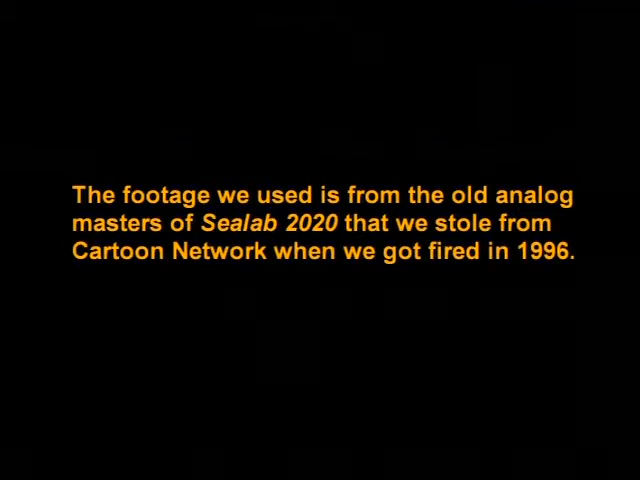 The footage we used is from the old analog
masters of Sealab 2020 that we stole from
Cartoon Network when we got fired in 1996.